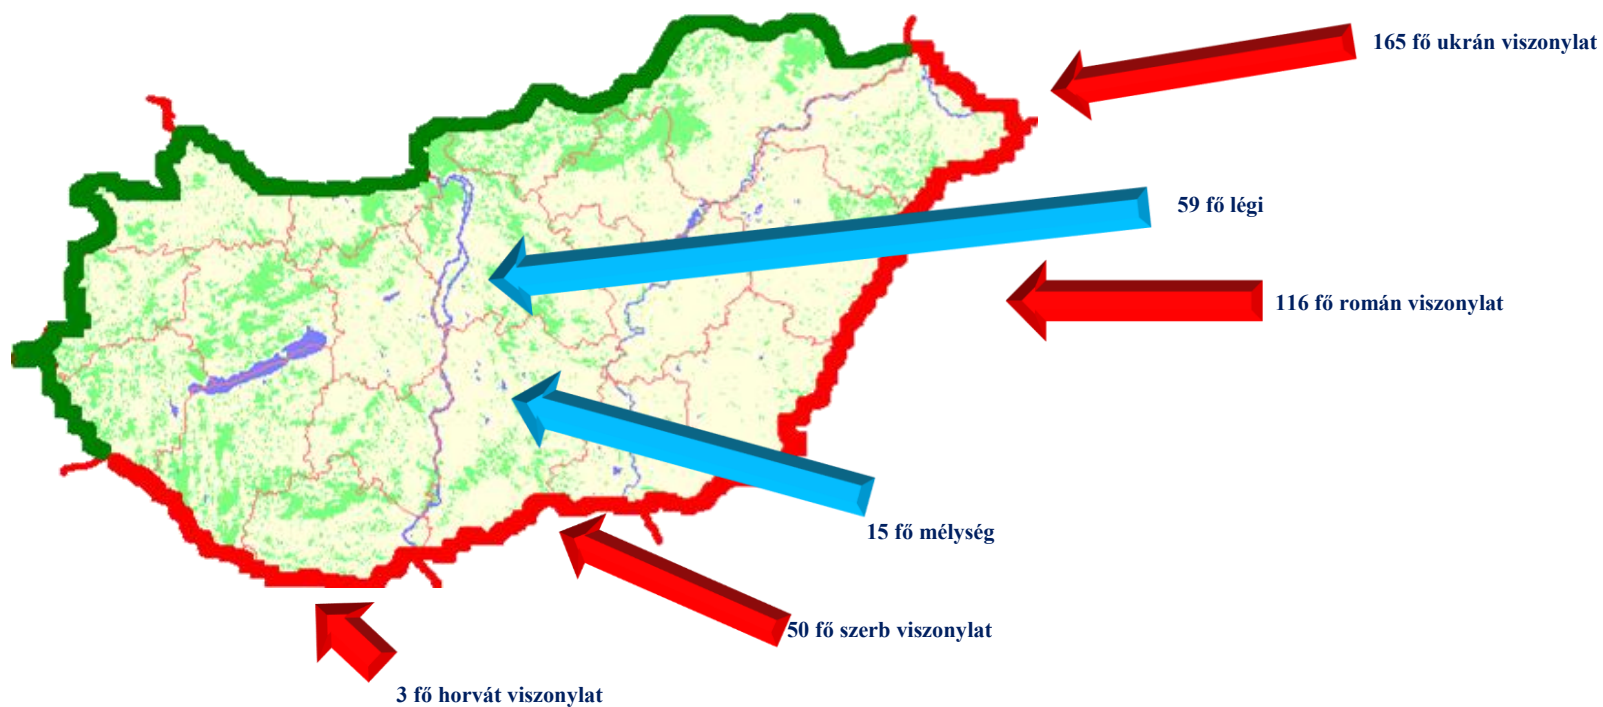 165 fő ukrán viszonylat
59 fő légi
116 fő román viszonylat
15 fő mélység
50 fő szerb viszonylat
3 fő horvát viszonylat